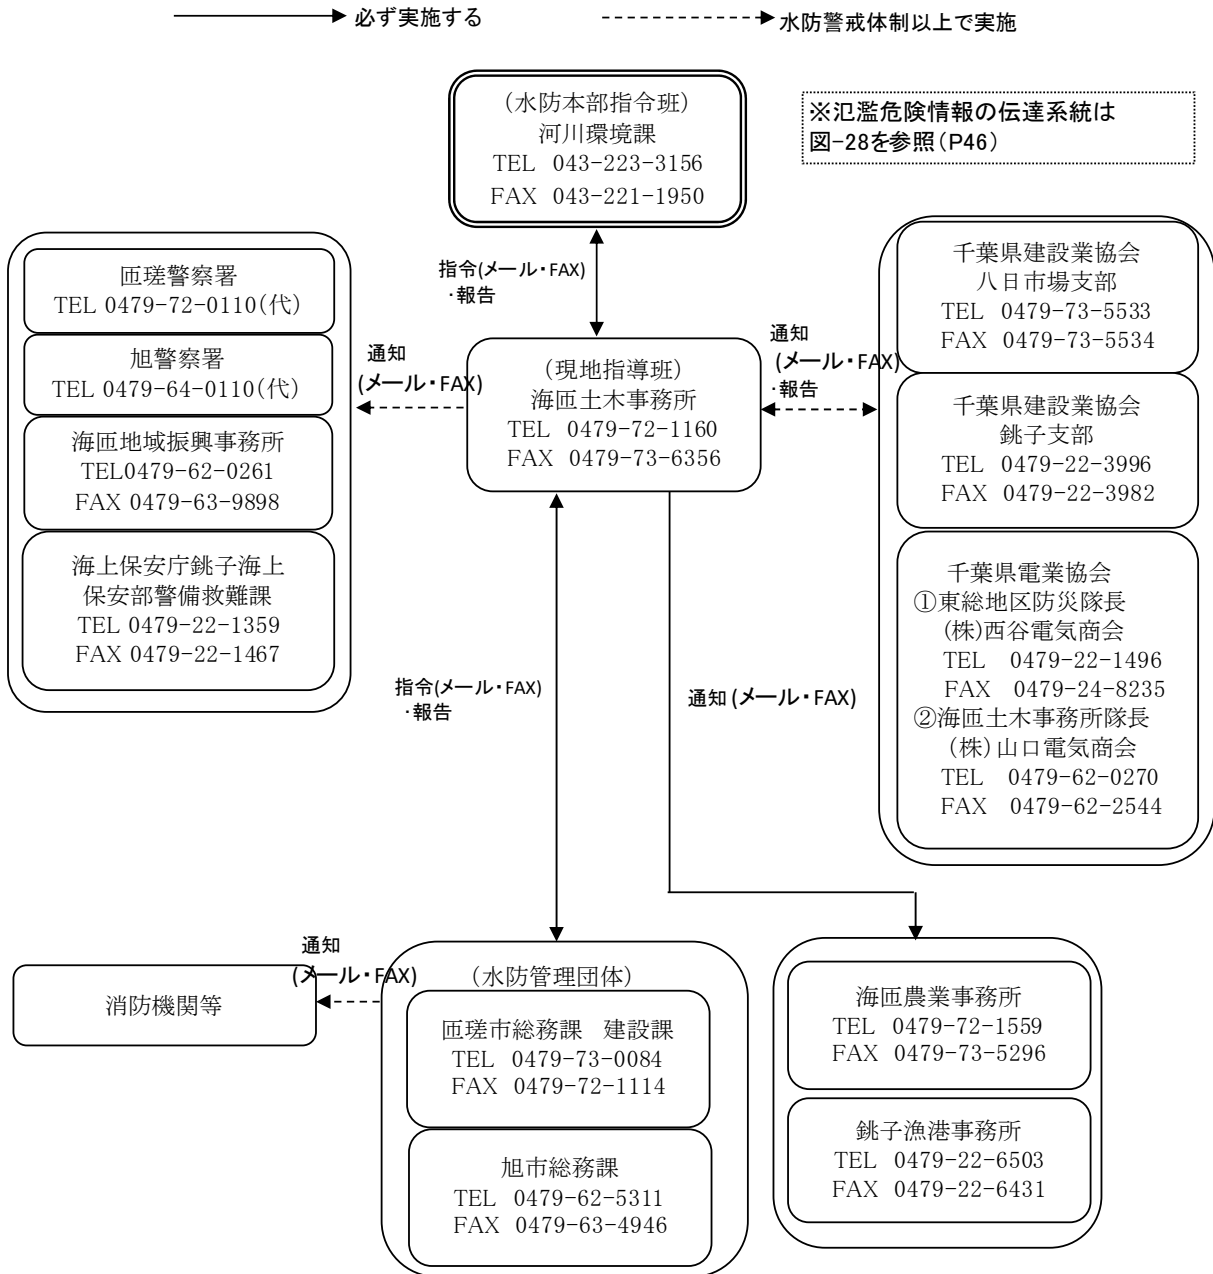 必ず実施する
水防警戒体制以上で実施
(水防本部指令班)
河川環境課
TEL 043-223-3156
FAX 043-221-1950
※氾濫危険情報の伝達系統は
図-28を参照(P46)
指令(メール・FAX)
・報告
匝瑳警察署
TEL 0479-72-0110(代)
旭警察署
TEL 0479-64-0110(代)
海匝地域振興事務所
TEL0479-62-0261
FAX 0479-63-9898
海上保安庁銚子海上
保安部警備救難課
TEL 0479-22-1359
FAX 0479-22-1467
通知
(メール・FAX)
(現地指導班)
海匝土木事務所
TEL 0479-72-1160
FAX 0479-73-6356
通知
(メール・FAX)
・報告
千葉県建設業協会
八日市場支部
TEL 0479-73-5533
FAX 0479-73-5534
千葉県建設業協会
銚子支部
TEL 0479-22-3996
FAX 0479-22-3982
千葉県電業協会
①東総地区防災隊長
(株)西谷電気商会
TEL 0479-22-1496
FAX 0479-24-8235
②海匝土木事務所隊長
(株)山口電気商会
TEL 0479-62-0270
FAX 0479-62-2544
指令(メール・FAX)
・報告
通知(メール・FAX)
通知
(メール・FAX)
消防機関等
(水防管理団体)
匝瑳市総務課 建設課
TEL 0479-73-0084
FAX 0479-72-1114
旭市総務課
TEL 0479-62-5311
FAX 0479-63-4946
海匝農業事務所
TEL 0479-72-1559
FAX 0479-73-5296
銚子漁港事務所
TEL 0479-22-6503
FAX 0479-22-6431